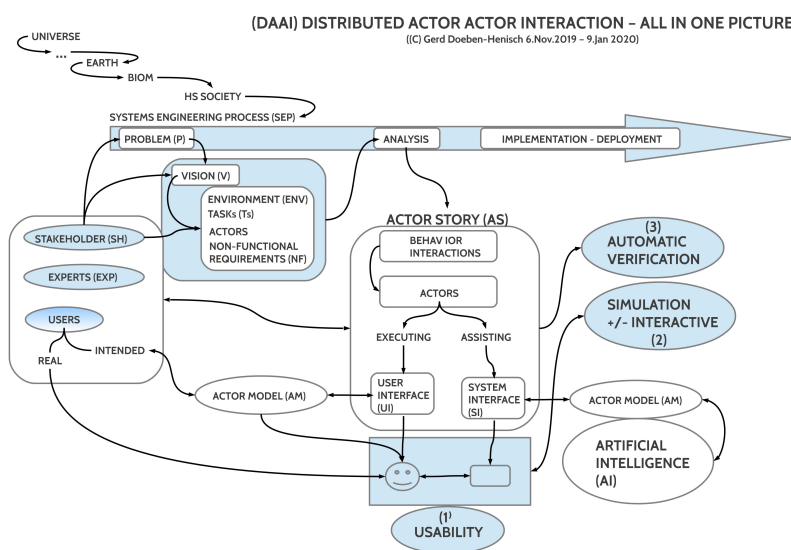 (DAAI) DISTRIBUTED ACTOR ACTOR INTERACTION – ALL IN ONE PICTURE
((C) Gerd Doeben-Henisch 6.Nov.2019 – 9.Jan 2020)
UNIVERSE
...
EARTH
BIOM
HS SOCIETY
SYSTEMS ENGINEERING PROCESS (SEP)
PROBLEM (P)
ANALYSIS
IMPLEMENTATION - DEPLOYMENT
VISION (V)
ENVIRONMENT (ENV)
TASKs (Ts)
ACTORS
NON-FUNCTIONAL
REQUIREMENTS (NF)
STAKEHOLDER (SH)
EXPERTS (EXP)
USERS
REAL
INTENDED
ACTOR STORY (AS)
BEHAV IOR
INTERACTIONS
ACTORS
EXECUTING
ASSISTING
USER
INTERFACE
(UI)
SYSTEM
INTERFACE
(SI)
(3)
AUTOMATIC
VERIFICATION
SIMULATION
+/- INTERACTIVE
(2)
ACTOR MODEL (AM)
ACTOR MODEL (AM)
ARTIFICIAL
INTELLIGENCE
(AI)
(1)
USABILITY